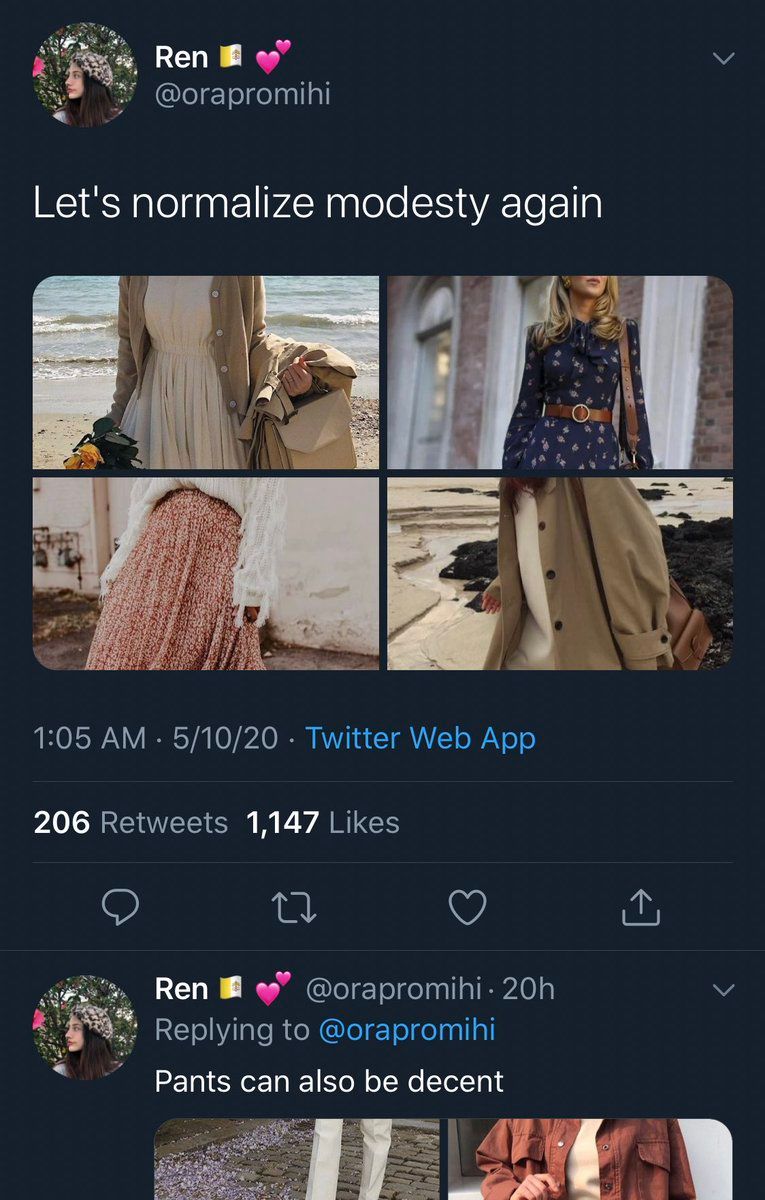 Ren 🇻🇦 💕
@orapromihi
Let's normalize modesty again
1:05 AM · 5/10/20 · Twitter Web App
206 Retweets 1,147 Likes
Ren 🇻🇦 💕 @orapromihi · 20h
Replying to @orapromihi
Pants can also be decent